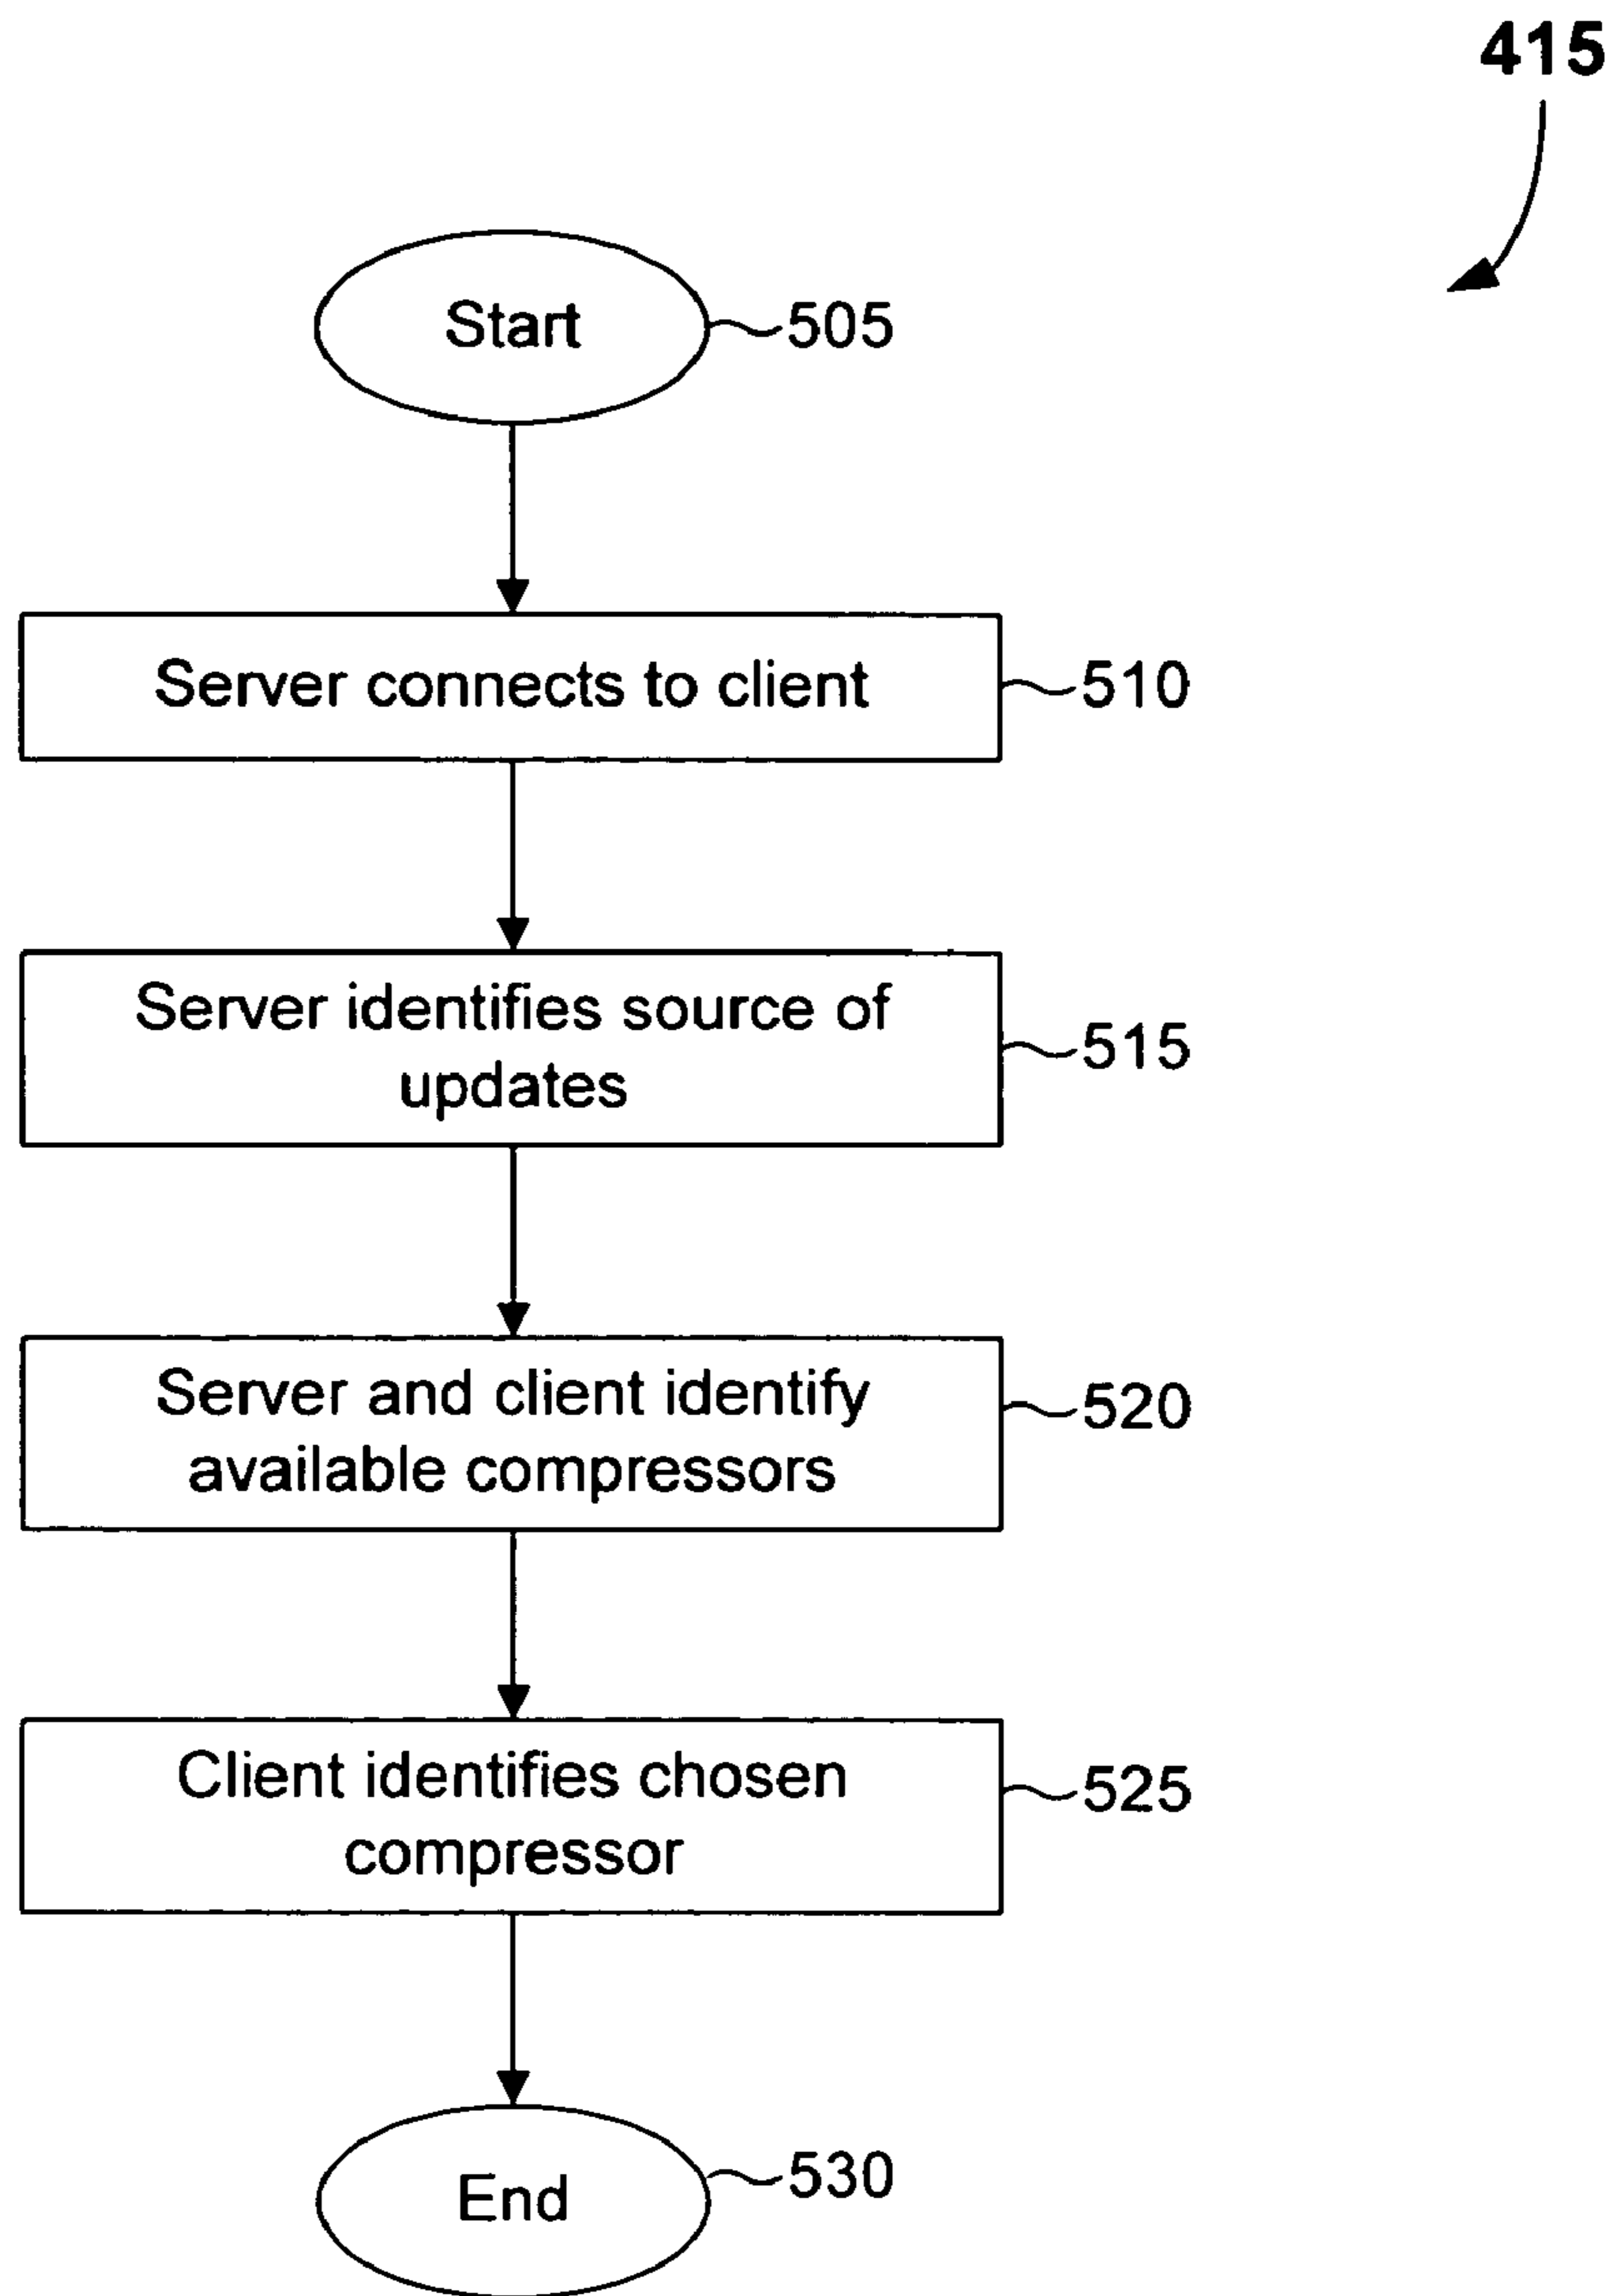 415
Start
505
Server connects to client
510
Server identifies source of
updates
515
Server and client identify
available compressors
520
Client identifies chosen
compressor
525
End
530